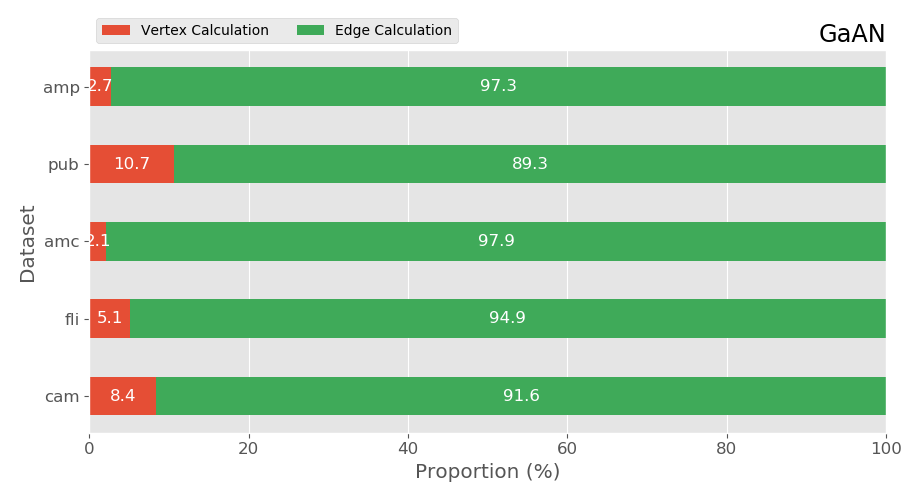 Vertex Calculation Edge Calculation
GaAN
amp 2.7 97.3
pub 10.7 89.3
amc 2.1 97.9
fli 5.1 94.9
cam 8.4 91.6
Dataset
0 20 40 60 80 100
Proportion (%)